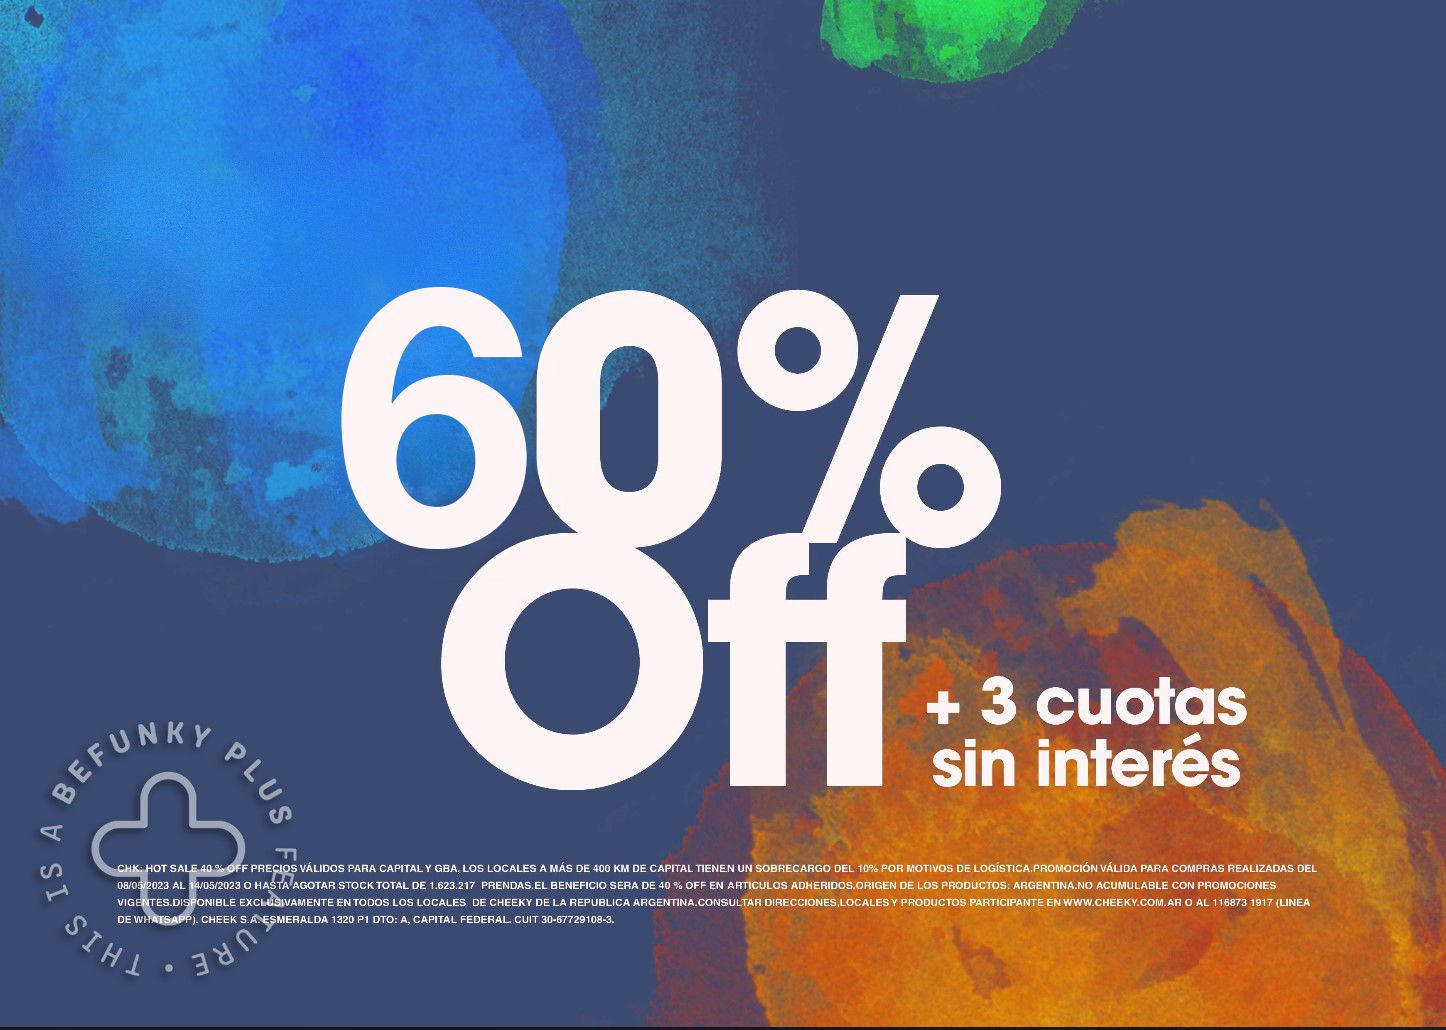 60%
Off
+ 3 cuotas
sin interés
THIS IS A BEFUNKY PLUS FEATURE •
CHK: HOT SALE 40 % OFF PRECIOS VÁLIDOS PARA CAPITAL Y GBA, LOS LOCALES A MÁS DE 400 KM DE CAPITAL TIENEN UN SOBRECARGO DEL 10% POR MOTIVOS DE LOGÍSTICA.PROMOCIÓN VÁLIDA PARA COMPRAS REALIZADAS DEL
08/05/2023 AL 14/05/2023 O HASTA AGOTAR STOCK TOTAL DE 1.623.217 PRENDAS.EL BENEFICIO SERA DE 40 % OFF EN ARTICULOS ADHERIDOS.ORIGEN DE LOS PRODUCTOS: ARGENTINA.NO ACUMULABLE CON PROMOCIONES
VIGENTES.DISPONIBLE EXCLUSIVAMENTE EN TODOS LOS LOCALES DE CHEEKY DE LA REPUBLICA ARGENTINA.CONSULTAR DIRECCIONES,LOCALES Y PRODUCTOS PARTICIPANTE EN WWW.CHEEKY.COM.AR O AL 116873 1917 (LINEA
DE WHATSAPP). CHEEK S.A. ESMERALDA 1320 P1 DTO: A, CAPITAL FEDERAL. CUIT 30-67729108-3.